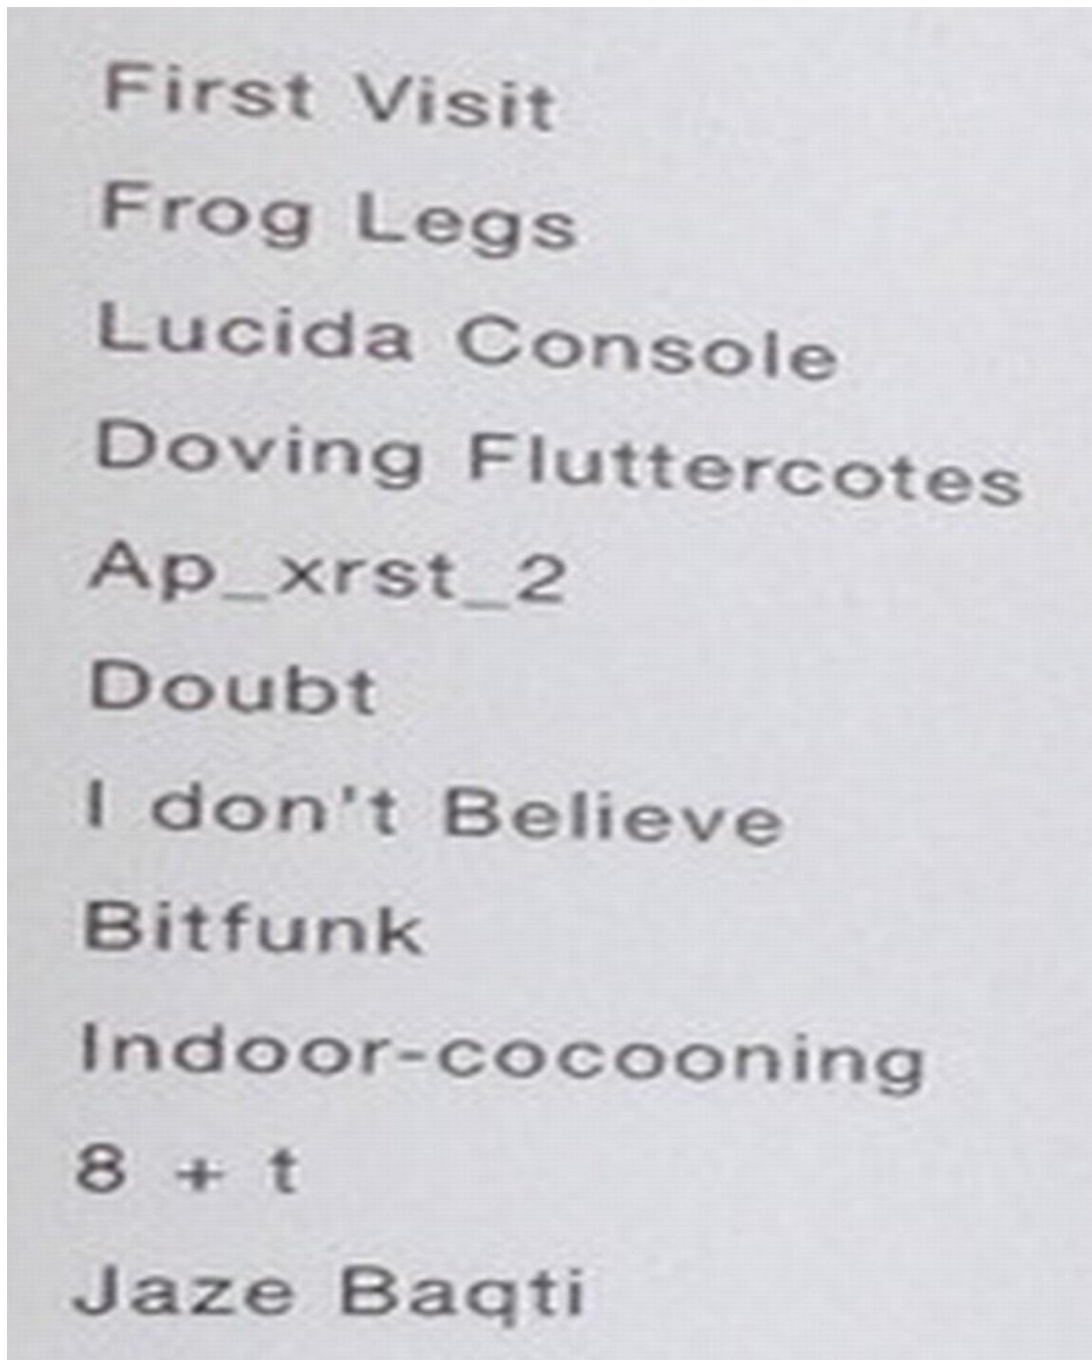 First Visit
Frog Legs
Lucida Console
Doving Fluttercotes
Ap_xrst_2
Doubt
I don't Believe
Bitfunk
Indoor-cocooning
8 + t
Jaze Baqti